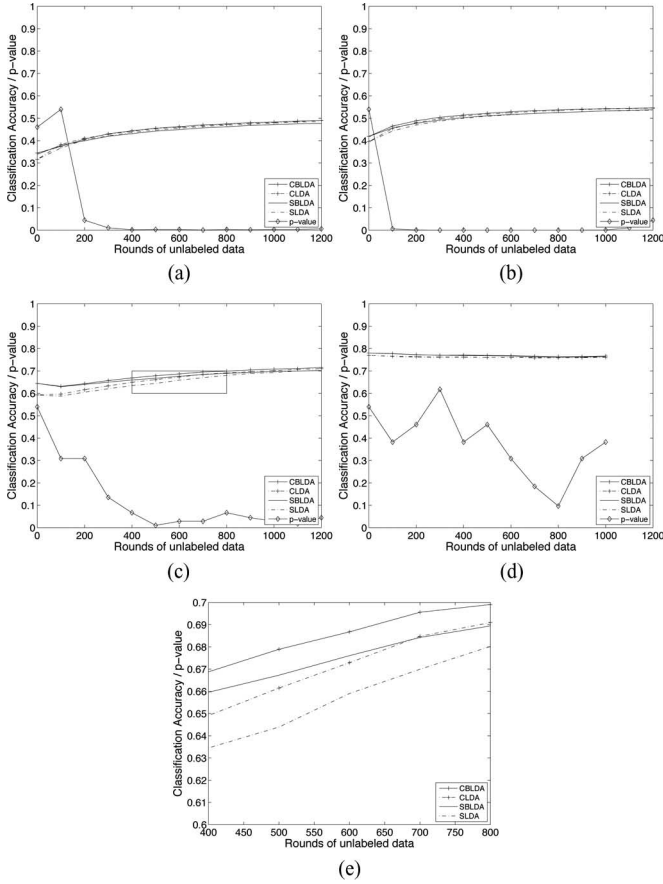 Classification Accuracy / p-value
1
0.9
0.8
0.7
0.6
0.5
0.4
0.3
0.2
0.1
0
0 200 400 600 800 1000 1200
Rounds of unlabeled data
CBLDA
CLDA
SBLDA
SLDA
p-value
(a)
Classification Accuracy / p-value
1
0.9
0.8
0.7
0.6
0.5
0.4
0.3
0.2
0.1
0
0 200 400 600 800 1000 1200
Rounds of unlabeled data
CBLDA
CLDA
SBLDA
SLDA
p-value
(b)
Classification Accuracy / p-value
1
0.9
0.8
0.7
0.6
0.5
0.4
0.3
0.2
0.1
0
0 200 400 600 800 1000 1200
Rounds of unlabeled data
CBLDA
CLDA
SBLDA
SLDA
p-value
(c)
Classification Accuracy / p-value
1
0.9
0.8
0.7
0.6
0.5
0.4
0.3
0.2
0.1
0
0 200 400 600 800 1000 1200
Rounds of unlabeled data
CBLDA
CLDA
SBLDA
SLDA
p-value
(d)
Classification Accuracy / p-value
0.7
0.69
0.68
0.67
0.66
0.65
0.64
0.63
0.62
0.61
0.6
400 450 500 550 600 650 700 750 800
Rounds of unlabeled data
CBLDA
CLDA
SBLDA
SLDA
(e)